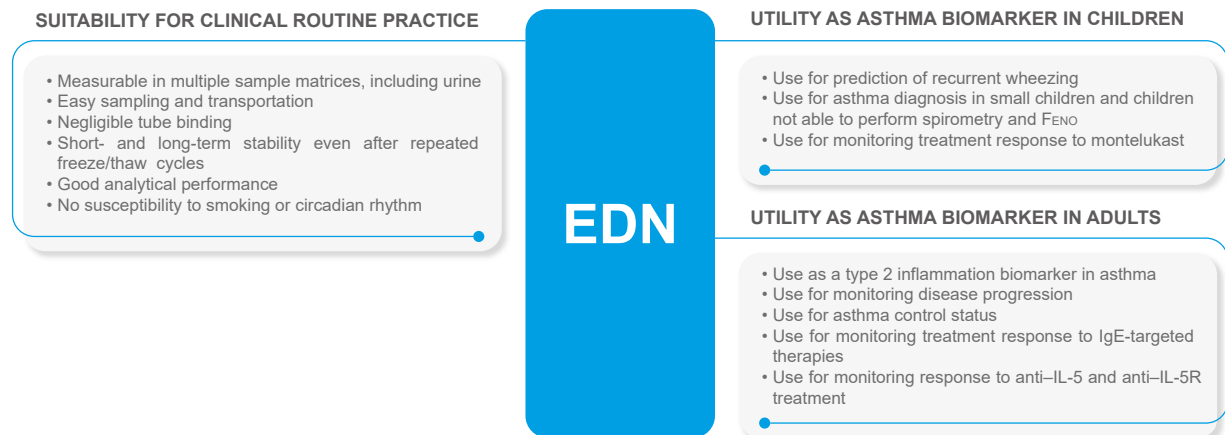 SUITABILITY FOR CLINICAL ROUTINE PRACTICE
• Measurable in multiple sample matrices, including urine
• Easy sampling and transportation
• Negligible tube binding
• Short- and long-term stability even after repeated
freeze/thaw cycles
• Good analytical performance
• No susceptibility to smoking or circadian rhythm
EDN
UTILITY AS ASTHMA BIOMARKER IN CHILDREN
• Use for prediction of recurrent wheezing
• Use for asthma diagnosis in small children and children
not able to perform spirometry and FENO
• Use for monitoring treatment response to montelukast
UTILITY AS ASTHMA BIOMARKER IN ADULTS
• Use as a type 2 inflammation biomarker in asthma
• Use for monitoring disease progression
• Use for asthma control status
• Use for monitoring treatment response to IgE-targeted
therapies
• Use for monitoring response to anti–IL-5 and anti–IL-5R
treatment